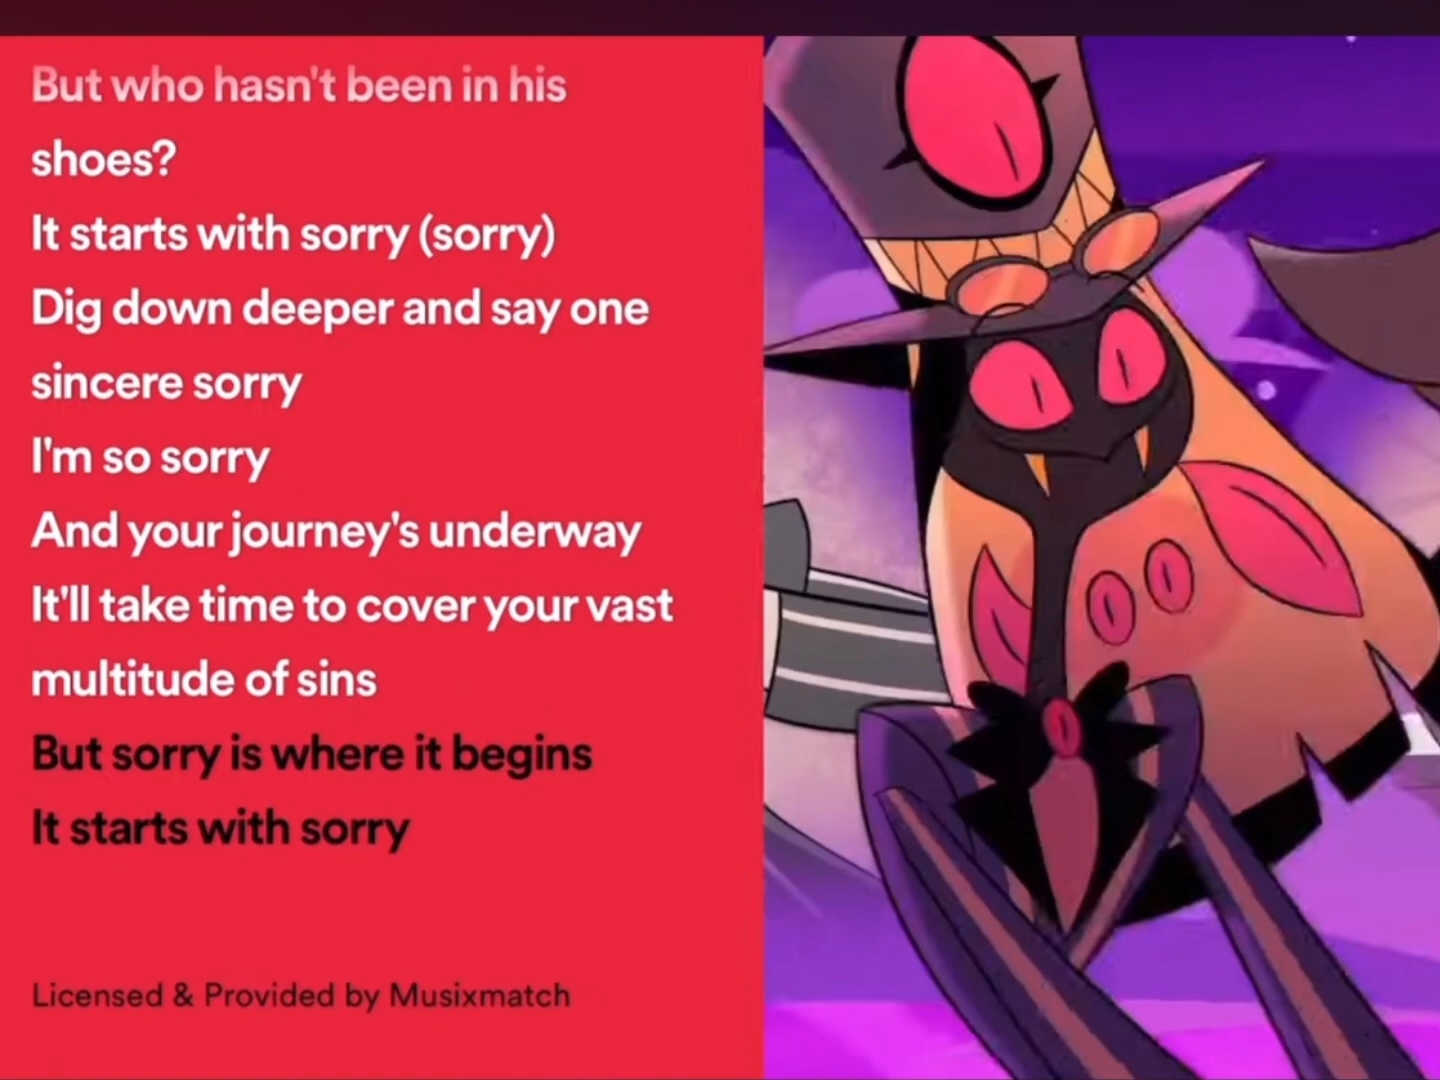 But who hasn't been in his
shoes?
It starts with sorry (sorry)
Dig down deeper and say one
sincere sorry
I'm so sorry
And your journey's underway
It'll take time to cover your vast
multitude of sins
But sorry is where it begins
It starts with sorry
Licensed & Provided by Musixmatch